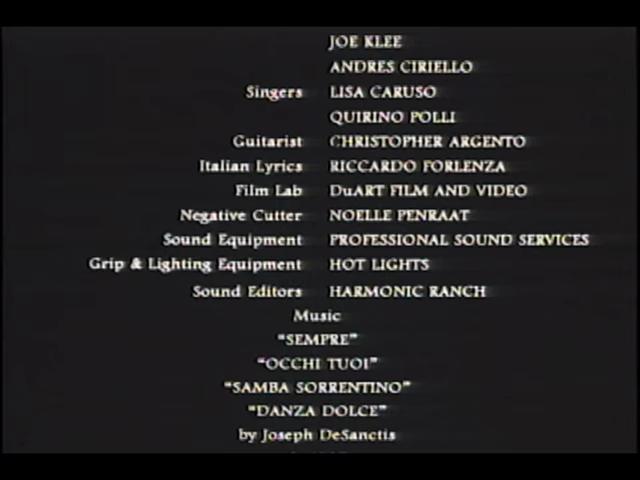 JOE KLEE
ANDRES CIRIELLO
Singers LISA CARUSO
QUIRINO POLLI
Guitarist CHRISTOPHER ARGENTO
Italian Lyrics RICCARDO FORLENZA
Film Lab DuART FILM AND VIDEO
Negative Cutter NOELLE PENRAAT
Sound Equipment PROFESSIONAL SOUND SERVICES
Grip & Lighting Equipment HOT LIGHTS
Sound Editors HARMONIC RANCH
Music
"SEMPRE"
"OCCHI TUOI"
"SAMBA SORRENTINO"
"DANZA DOLCE"
by Joseph DeSanctis